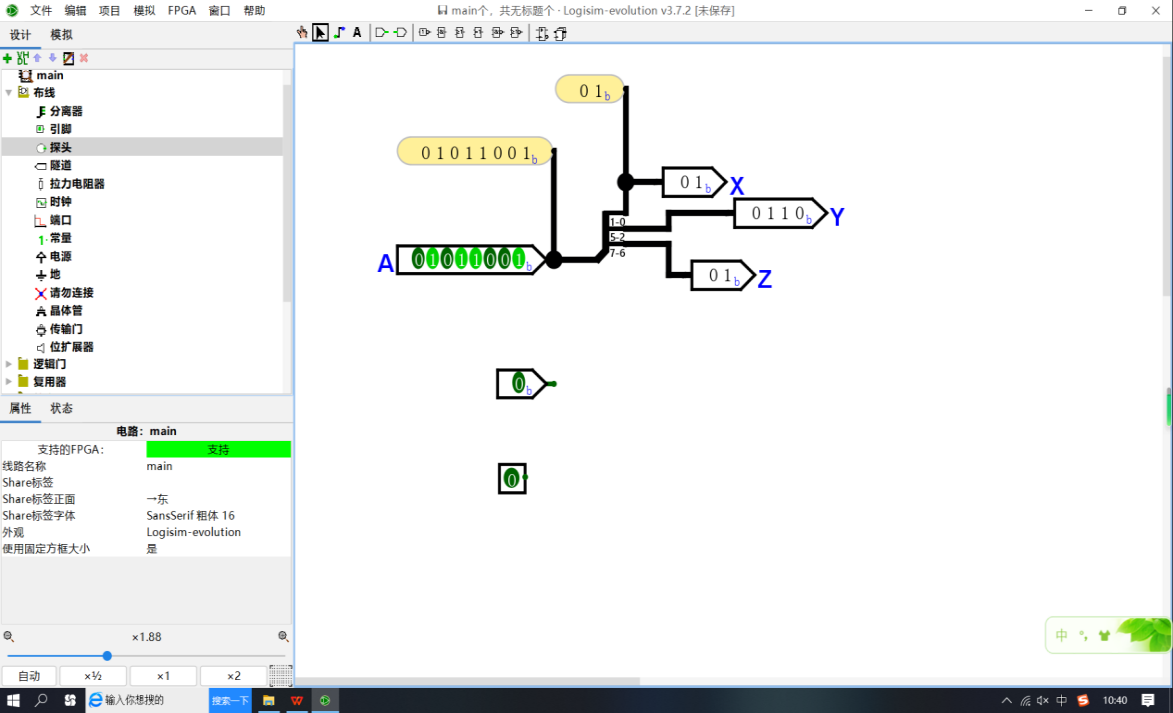 文件 编辑 项目 模拟 FPGA 窗口 帮助
main个，共无标题个 · Logisim-evolution v3.7.2 [未保存]
设计 模拟
main
布线
分离器
引脚
探头
隧道
拉力电阻器
时钟
端口
常量
电源
地
请勿连接
晶体管
传输门
位扩展器
逻辑门
复用器
属性 状态
电路： main
支持的FPGA： 支持
线路名称 main
Share标签
Share标签正面 →东
Share标签字体 SansSerif 粗体 16
外观 Logisim-evolution
使用固定方框大小 是
×1.88
自动 ×½ ×1 ×2
0 1 b
0 1 0 1 1 0 0 1 b
0 1 b X
1-0
0 1 1 0 b Y
5-2
7-6
A 0 1 0 1 1 0 0 1 b
0 1 b Z
0 b
0
中 °,
输入你想搜的 搜索一下
中 10:40